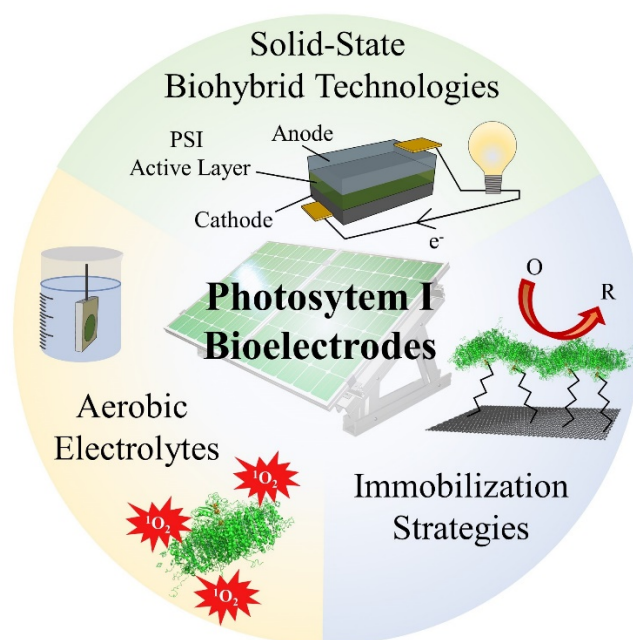 Solid-State
Biohybrid Technologies
Anode
PSI
Active Layer
Cathode
e⁻
Photosytem I
Bioelectrodes
O
R
Aerobic
Electrolytes
Immobilization
Strategies
¹O₂
¹O₂
¹O₂